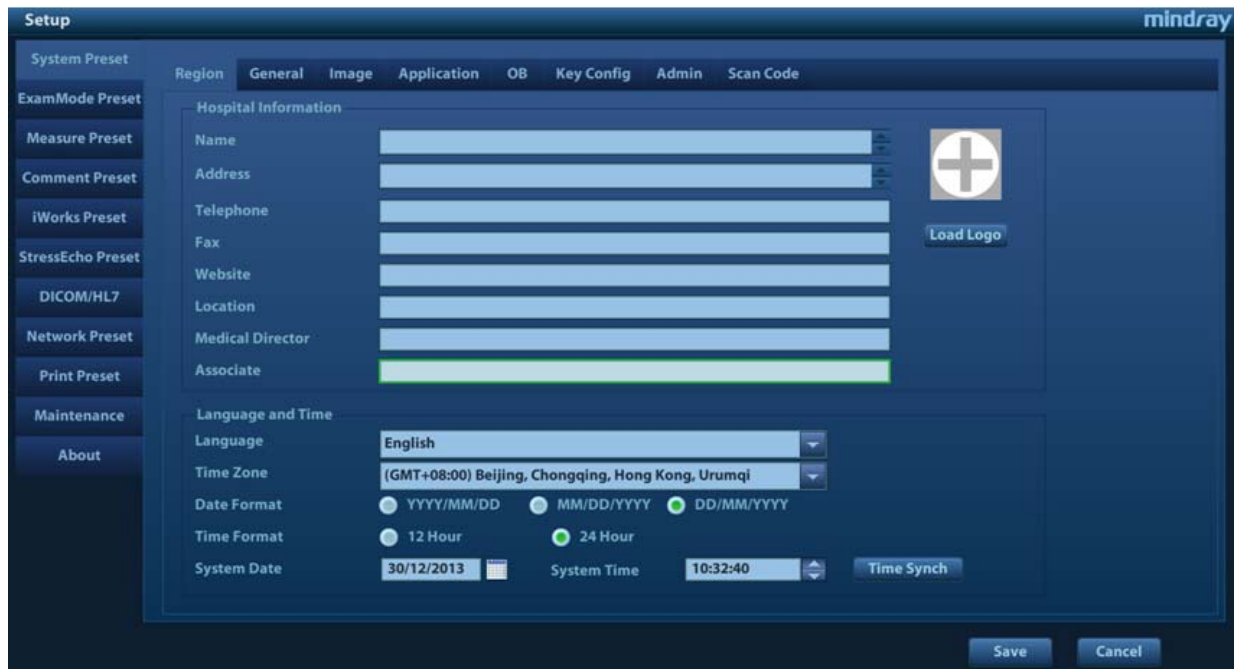 Setup
mindray
System Preset
ExamMode Preset
Measure Preset
Comment Preset
iWorks Preset
StressEcho Preset
DICOM/HL7
Network Preset
Print Preset
Maintenance
About
Region General Image Application OB Key Config Admin Scan Code
Hospital Information
Name
Address
Telephone
Fax
Website
Location
Medical Director
Associate
Load Logo
Language and Time
Language English
Time Zone (GMT+08:00) Beijing, Chongqing, Hong Kong, Urumqi
Date Format YYYY/MM/DD MM/DD/YYYY DD/MM/YYYY
Time Format 12 Hour 24 Hour
System Date 30/12/2013 System Time 10:32:40 Time Synch
Save Cancel